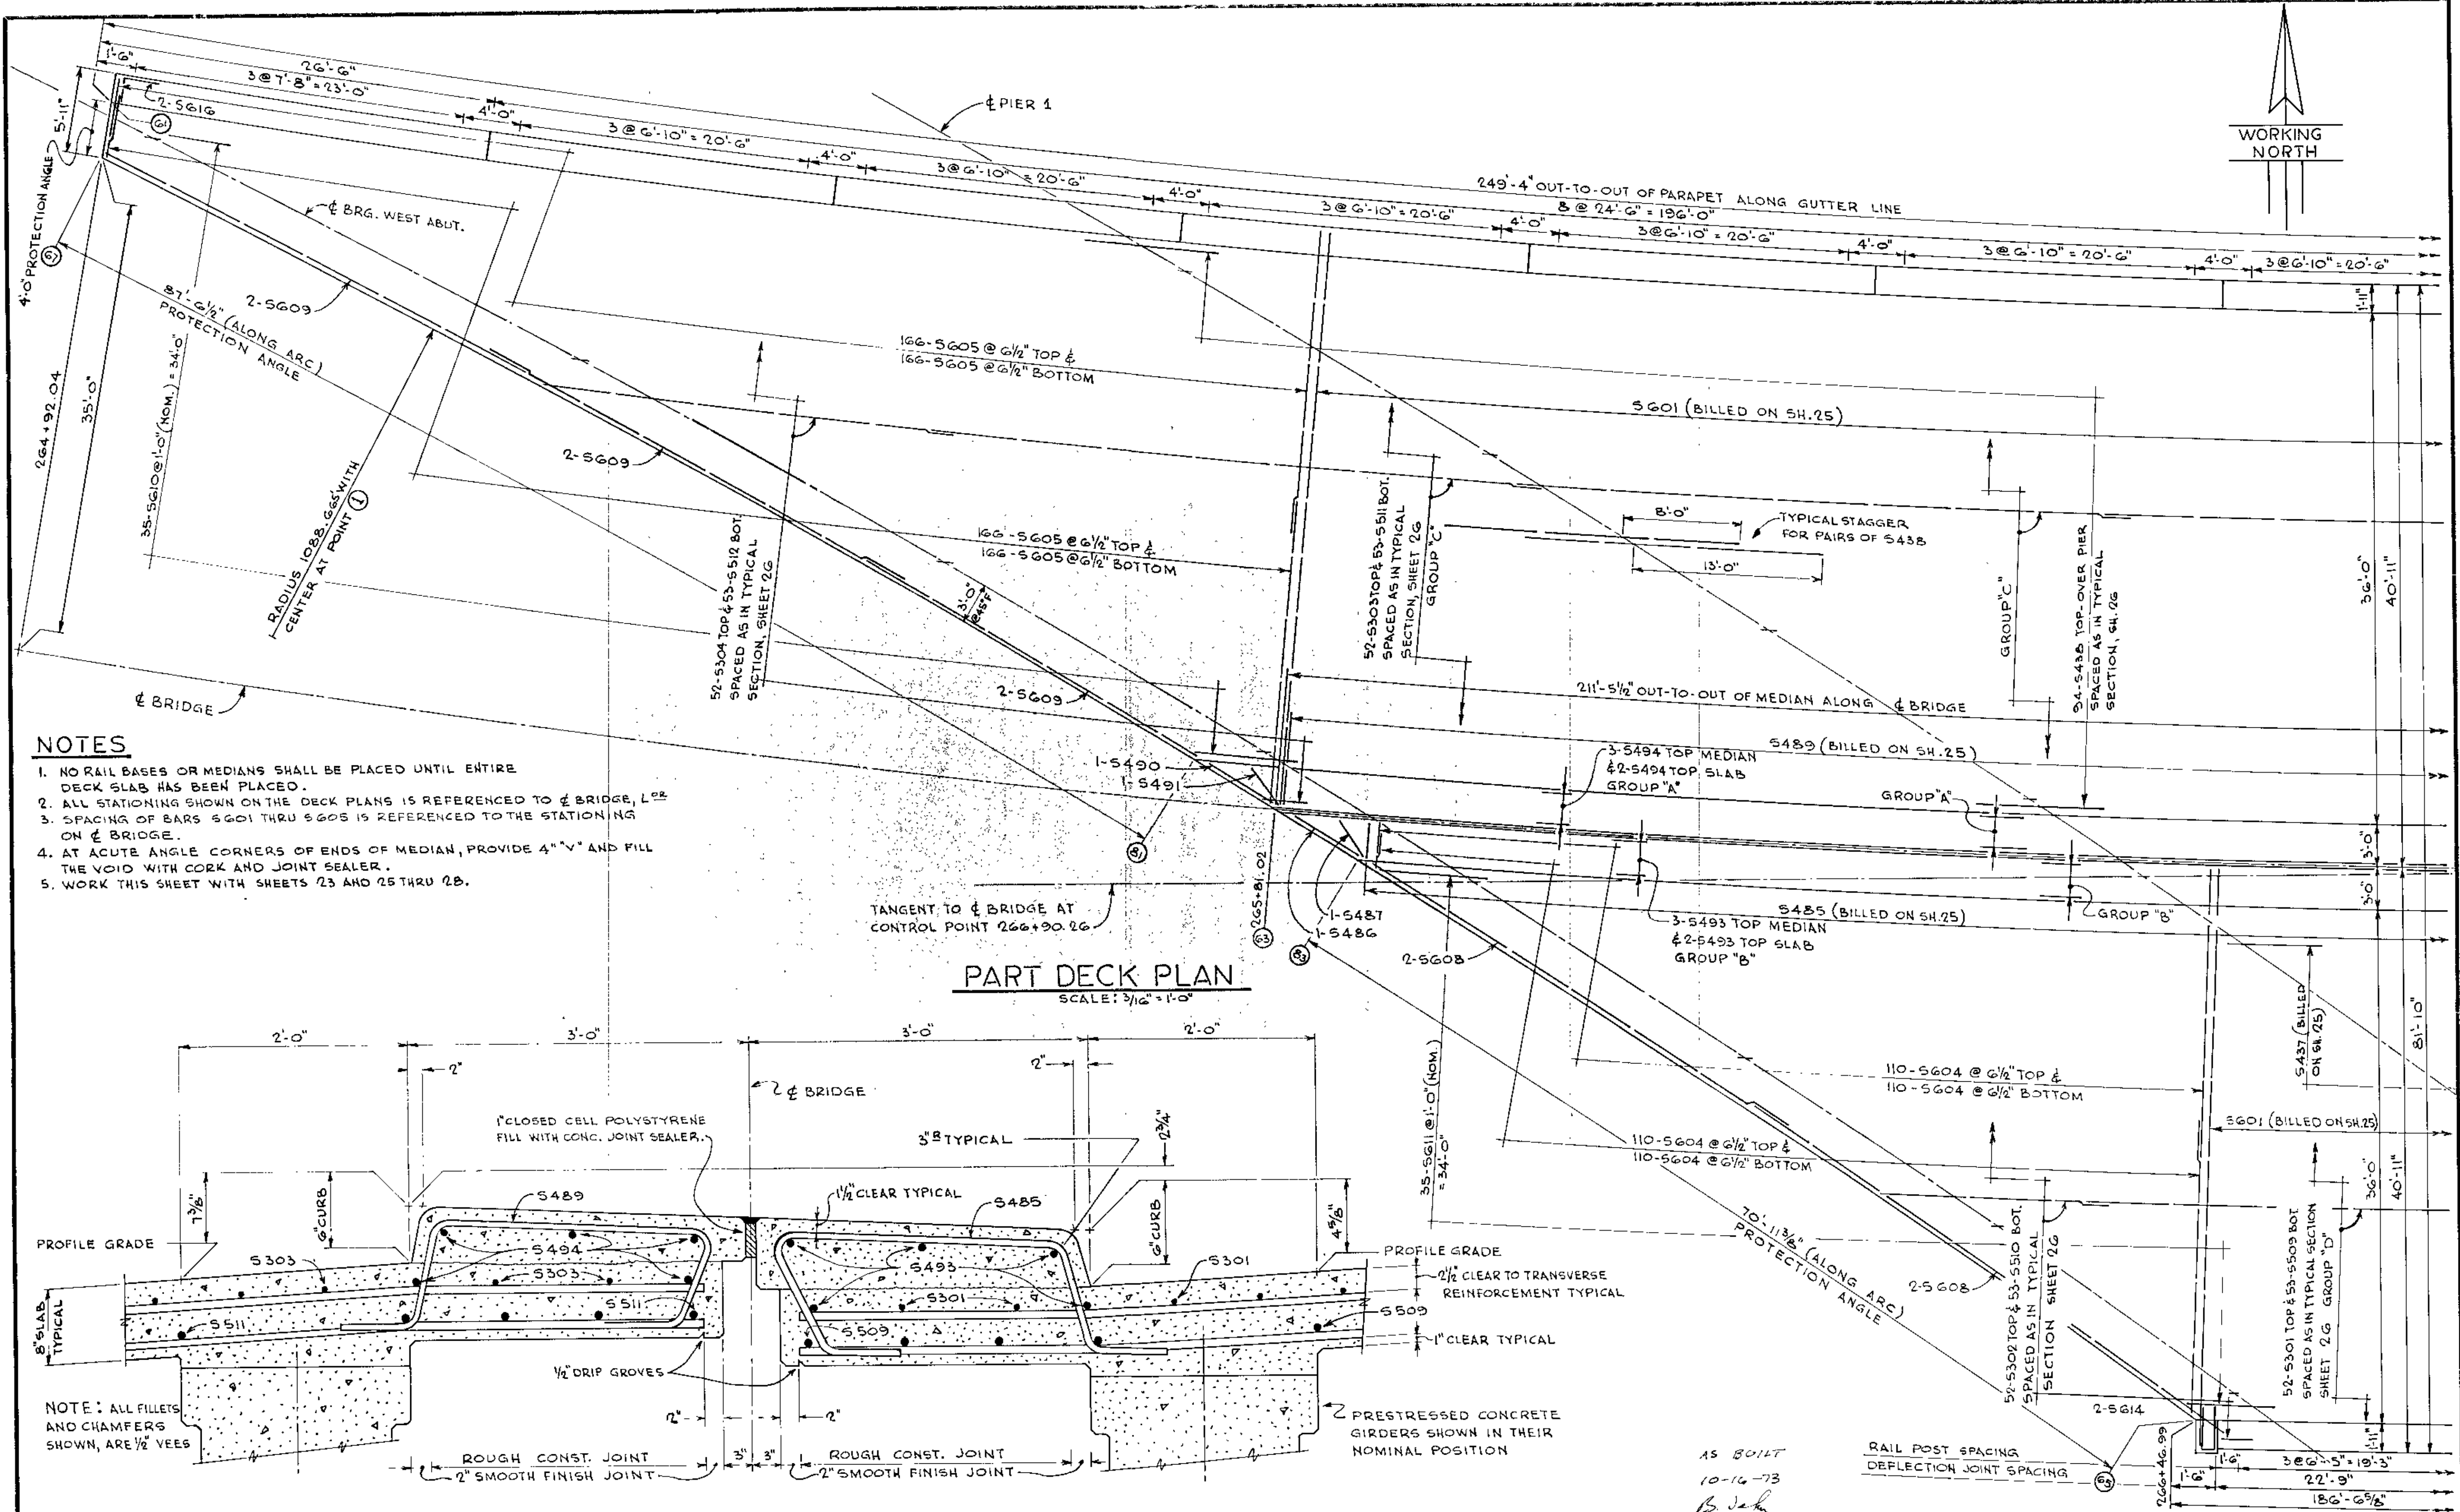 1'-6"
26'-6"
3@7'-8"=23'-0"
4'-0"
3@6'-10"=20'-6"
4'-0"
3@6'-10"=20'-6"
4'-0"
3@6'-10"=20'-6"
4'-0"
3@6'-10"=20'-6"
4'-0"
3@6'-10"=20'-6"
4'-0"
3@6'-10"=20'-6"
249'-4" OUT-TO-OUT OF PARAPET ALONG GUTTER LINE
8@24'-6"=196'-0"
℄ PIER 1
WORKING
NORTH
5'-11"
2-S616
61
4'-0" PROTECTION ANGLE
67
℄ BRG. WEST ABUT.
87'-6½" (ALONG ARC)
PROTECTION ANGLE
2-S609
264+92.04
35'-0"
35-S610@1'-0"(NOM.)=34'-0"
RADIUS 1088.665' WITH
CENTER AT POINT 1
2-S609
166-S605@6½" TOP &
166-S605@6½" BOTTOM
166-S605@6½" TOP &
166-S605@6½" BOTTOM
S601 (BILLED ON SH.25)
1'-11"
52-S304 TOP & 53-S512 BOT.
SPACED AS IN TYPICAL
SECTION, SHEET 26
3'-0"
@45°F
52-S303 TOP & 53-S511 BOT.
SPACED AS IN TYPICAL
SECTION, SHEET 26
GROUP "C"
8'-0"
TYPICAL STAGGER
FOR PAIRS OF S438
13'-0"
GROUP "C"
94-S438 TOP-OVER PIER
SPACED AS IN TYPICAL
SECTION, SH.26
36'-0"
40'-11"
℄ BRIDGE
2-S609
211'-5½" OUT-TO-OUT OF MEDIAN ALONG ℄ BRIDGE
S489 (BILLED ON SH.25)
1-S490
1-S491
3-S494 TOP MEDIAN
&2-S494 TOP SLAB
GROUP "A"
GROUP "A"
81
3'-0"
3'-0"
NOTES
1. NO RAIL BASES OR MEDIANS SHALL BE PLACED UNTIL ENTIRE
DECK SLAB HAS BEEN PLACED.
2. ALL STATIONING SHOWN ON THE DECK PLANS IS REFERENCED TO ℄ BRIDGE, LOR
3. SPACING OF BARS S601 THRU S605 IS REFERENCED TO THE STATIONING
ON ℄ BRIDGE.
4. AT ACUTE ANGLE CORNERS OF ENDS OF MEDIAN, PROVIDE 4" "V" AND FILL
THE VOID WITH CORK AND JOINT SEALER.
5. WORK THIS SHEET WITH SHEETS 23 AND 25 THRU 28.
TANGENT TO ℄ BRIDGE AT
CONTROL POINT 266+90.26
265+81.02
63
83
1-S487
1-S486
S485 (BILLED ON SH.25)
GROUP "B"
3-S493 TOP MEDIAN
&2-S493 TOP SLAB
GROUP "B"
2-S608
PART DECK PLAN
SCALE: 3/16"=1'-0"
S437 (BILLED
ON SH.25)
81'-10"
110-S604@6½" TOP &
110-S604@6½" BOTTOM
110-S604@6½" TOP &
110-S604@6½" BOTTOM
S601 (BILLED ON SH.25)
35-S611@1'-0"(NOM.)
=34'-0"
36'-0"
40'-11"
70'-11⅜" (ALONG ARC)
PROTECTION ANGLE
2-S608
52-S302 TOP & 53-S510 BOT.
SPACED AS IN TYPICAL
SECTION SHEET 26
52-S301 TOP & 53-S509 BOT
SPACED AS IN TYPICAL SECTION
SHEET 26 GROUP "D"
2-S614
1'-11"
266+46.99
RAIL POST SPACING
DEFLECTION JOINT SPACING
65
1'-6"
3@6'-5"=19'-3"
1'-6"
22'-9"
186'-6⅝"
2'-0"
3'-0"
3'-0"
2'-0"
2"
2"
℄ BRIDGE
1" CLOSED CELL POLYSTYRENE
FILL WITH CONC. JOINT SEALER.
3"R TYPICAL
2¾"
7⅜"
6" CURB
S489
1½" CLEAR TYPICAL
S485
6" CURB
4⅝"
PROFILE GRADE
S303
S494
S303
S511
S493
S301
S301
PROFILE GRADE
2½" CLEAR TO TRANSVERSE
REINFORCEMENT TYPICAL
8" SLAB
TYPICAL
S511
S509
S509
1" CLEAR TYPICAL
½" DRIP GROVES
2"
2"
NOTE: ALL FILLETS
AND CHAMFERS
SHOWN, ARE ½" VEES
PRESTRESSED CONCRETE
GIRDERS SHOWN IN THEIR
NOMINAL POSITION
ROUGH CONST. JOINT
2" SMOOTH FINISH JOINT
3"
3"
ROUGH CONST. JOINT
2" SMOOTH FINISH JOINT
AS BUILT
10-16-73